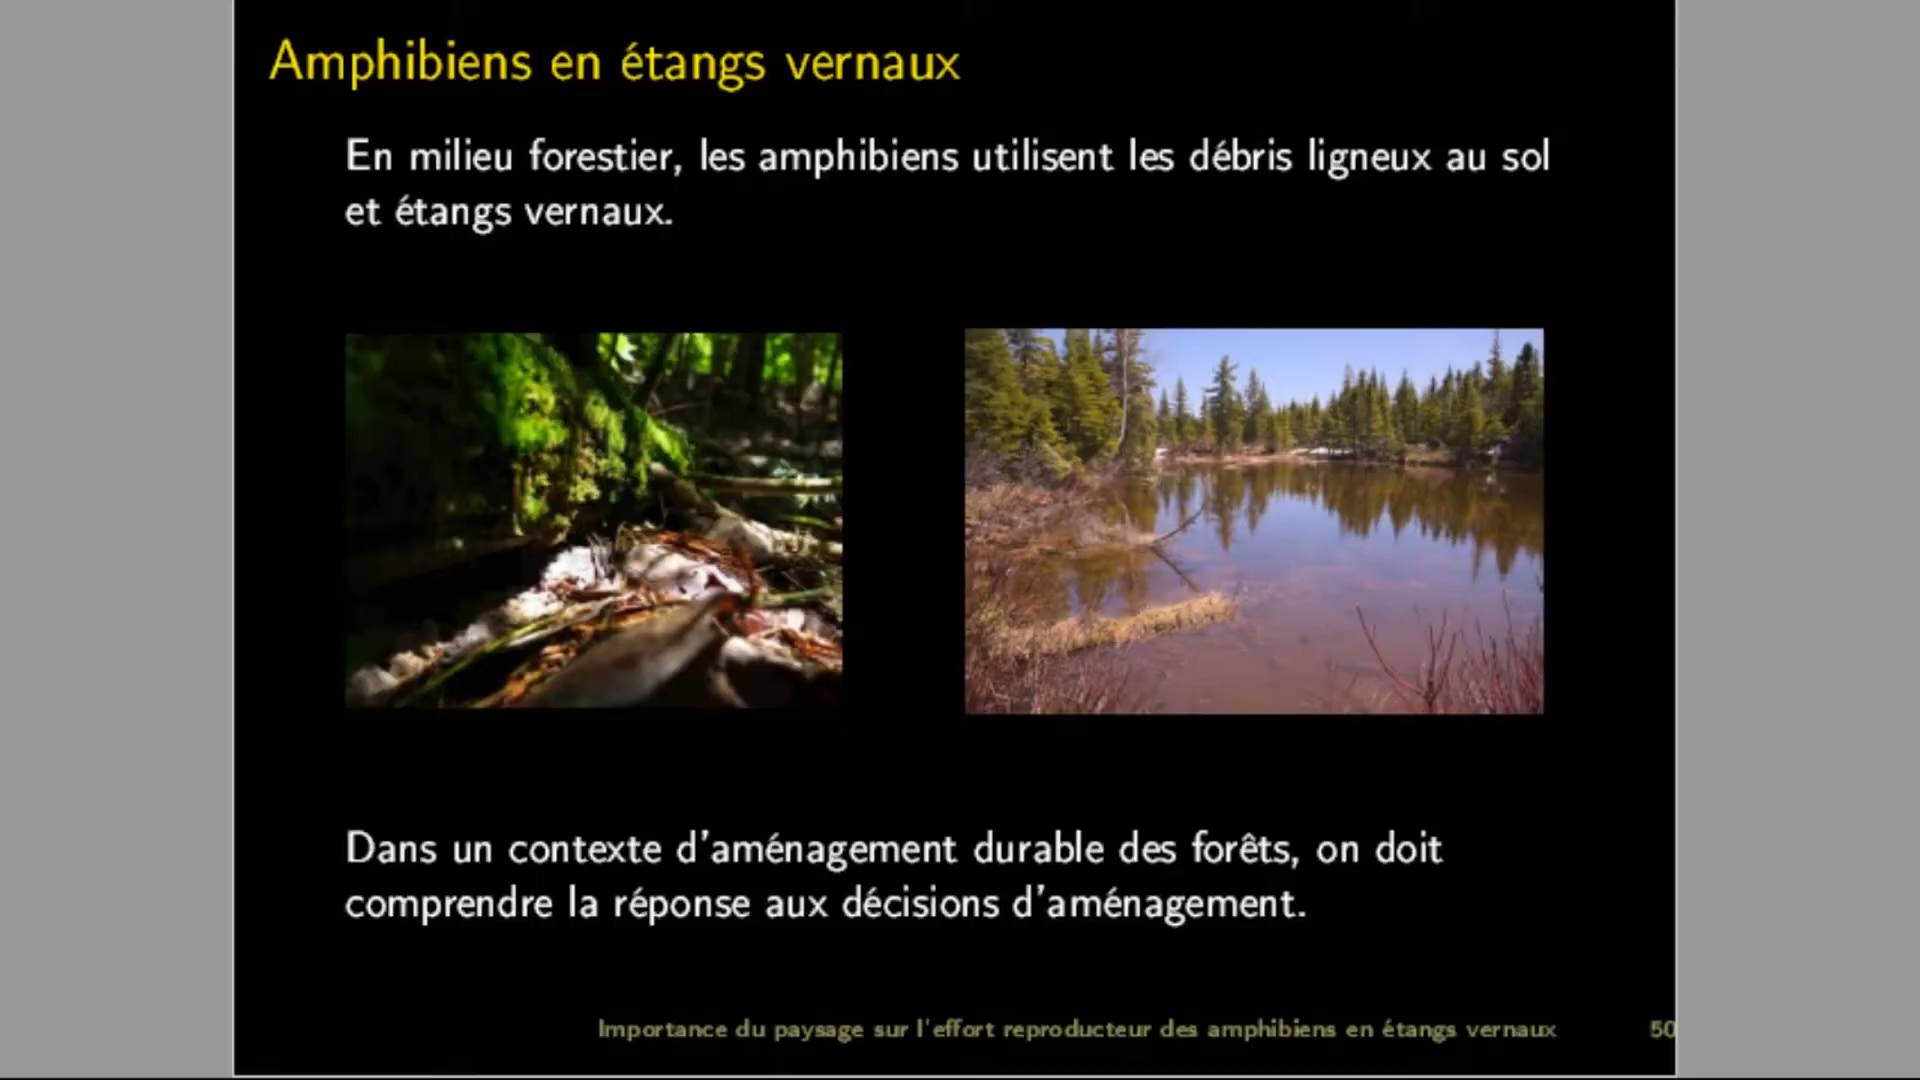 Amphibiens en étangs vernaux
En milieu forestier, les amphibiens utilisent les débris ligneux au sol
et étangs vernaux.
Dans un contexte d'aménagement durable des forêts, on doit
comprendre la réponse aux décisions d'aménagement.
Importance du paysage sur l'effort reproducteur des amphibiens en étangs vernaux 50